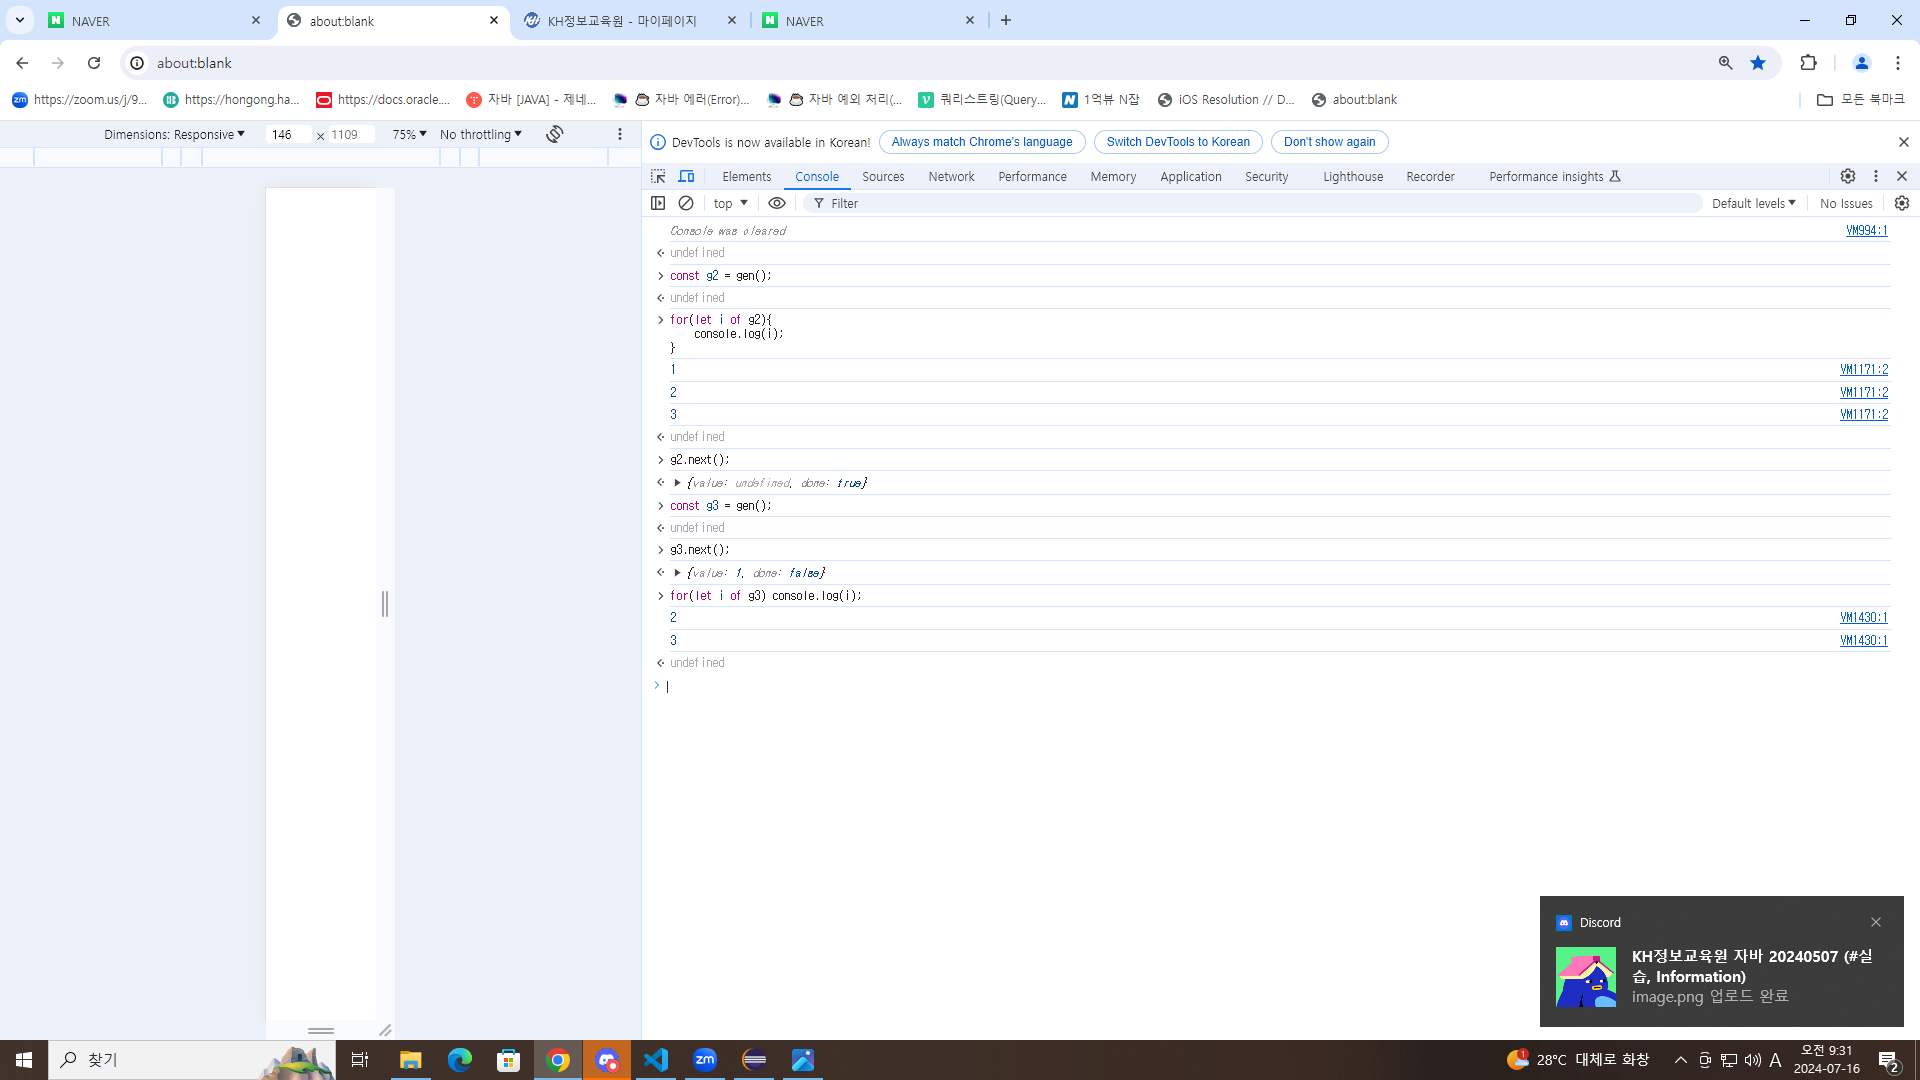 NAVER
about:blank
KH정보교육원 - 마이페이지
NAVER
about:blank
https://zoom.us/j/9...
https://hongong.ha...
https://docs.oracle....
자바 [JAVA] - 제네...
자바 에러(Error)...
자바 예외 처리(...
쿼리스트링(Query...
1억뷰 N잡
iOS Resolution // D...
about:blank
모든 북마크
Dimensions: Responsive
146
×
1109
75%
No throttling
DevTools is now available in Korean!
Always match Chrome's language
Switch DevTools to Korean
Don't show again
Elements
Console
Sources
Network
Performance
Memory
Application
Security
Lighthouse
Recorder
Performance insights
top
Filter
Default levels
No Issues
Console was cleared VM994:1
undefined
const g2 = gen();
undefined
for(let i of g2){
console.log(i);
}
1 VM1171:2
2 VM1171:2
3 VM1171:2
undefined
g2.next();
{value: undefined, done: true}
const g3 = gen();
undefined
g3.next();
{value: 1, done: false}
for(let i of g3) console.log(i);
2 VM1430:1
3 VM1430:1
undefined
Discord
KH정보교육원 자바 20240507 (#실
습, Information)
image.png 업로드 완료
찾기
zm
1
28°C 대체로 화창
A
오전 9:31
2024-07-16
2